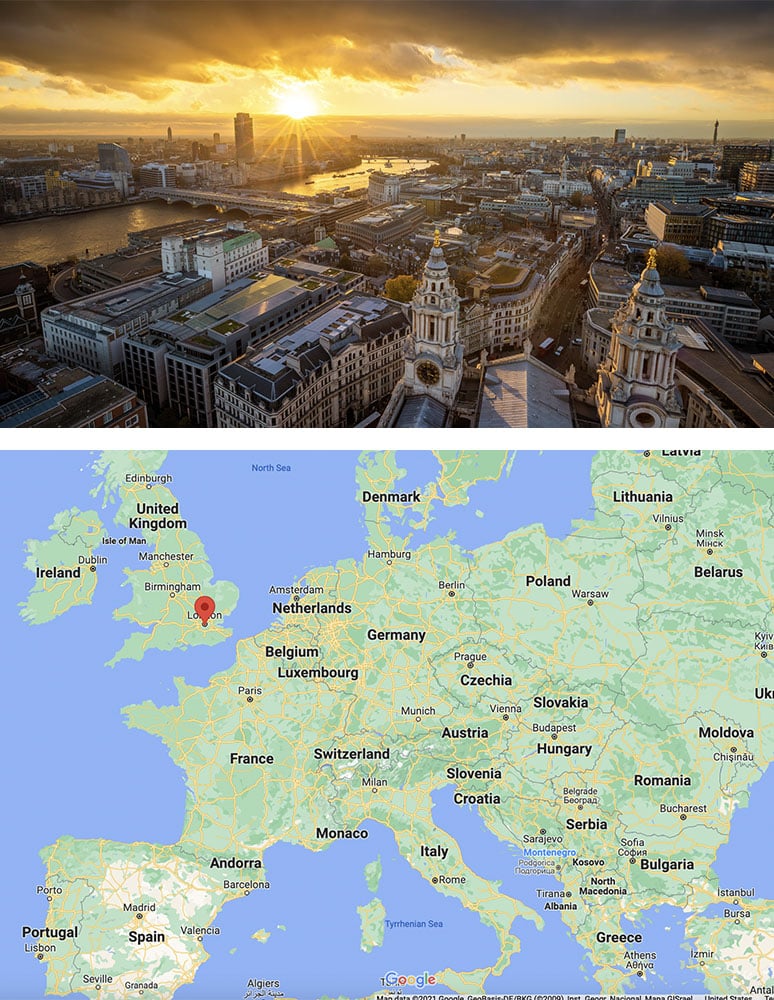 Latvia
Edinburgh
North Sea
United
Kingdom
Denmark
Lithuania
Vilnius
Isle of Man
Minsk
Мінск
Dublin
Ireland
Manchester
Hamburg
Belarus
Birmingham
Amsterdam
Berlin
Poland
Warsaw
London
Netherlands
Germany
Kyiv
Київ
Belgium
Prague
Luxembourg
Czechia
Paris
Slovakia
Munich
Vienna
Austria
Budapest
Moldova
Hungary
Chișinău
France
Switzerland
Slovenia
Romania
Milan
Croatia
Belgrade
Београд
Bucharest
Serbia
Monaco
Sarajevo
Sofia
София
Italy
Montenegro
Andorra
Podgorica
Подгорица
Kosovo
Bulgaria
Rome
Barcelona
North
Macedonia
Porto
Tirana
Albania
İstanbul
Madrid
Bursa
Valencia
Tyrrhenian Sea
Portugal
Spain
Greece
Lisbon
Athens
Αθήνα
İzmir
Seville
Granada
Algiers
الجزائر
Google
Map data ©2021 Google, GeoBasis-DE/BKG (©2009), Inst. Geogr. Nacional, Mapa GISrael
United States